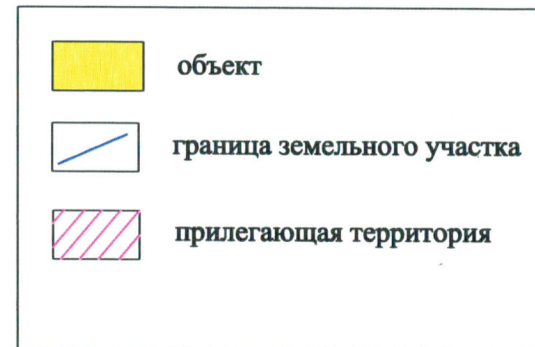 объект
граница земельного участка
прилегающая территория